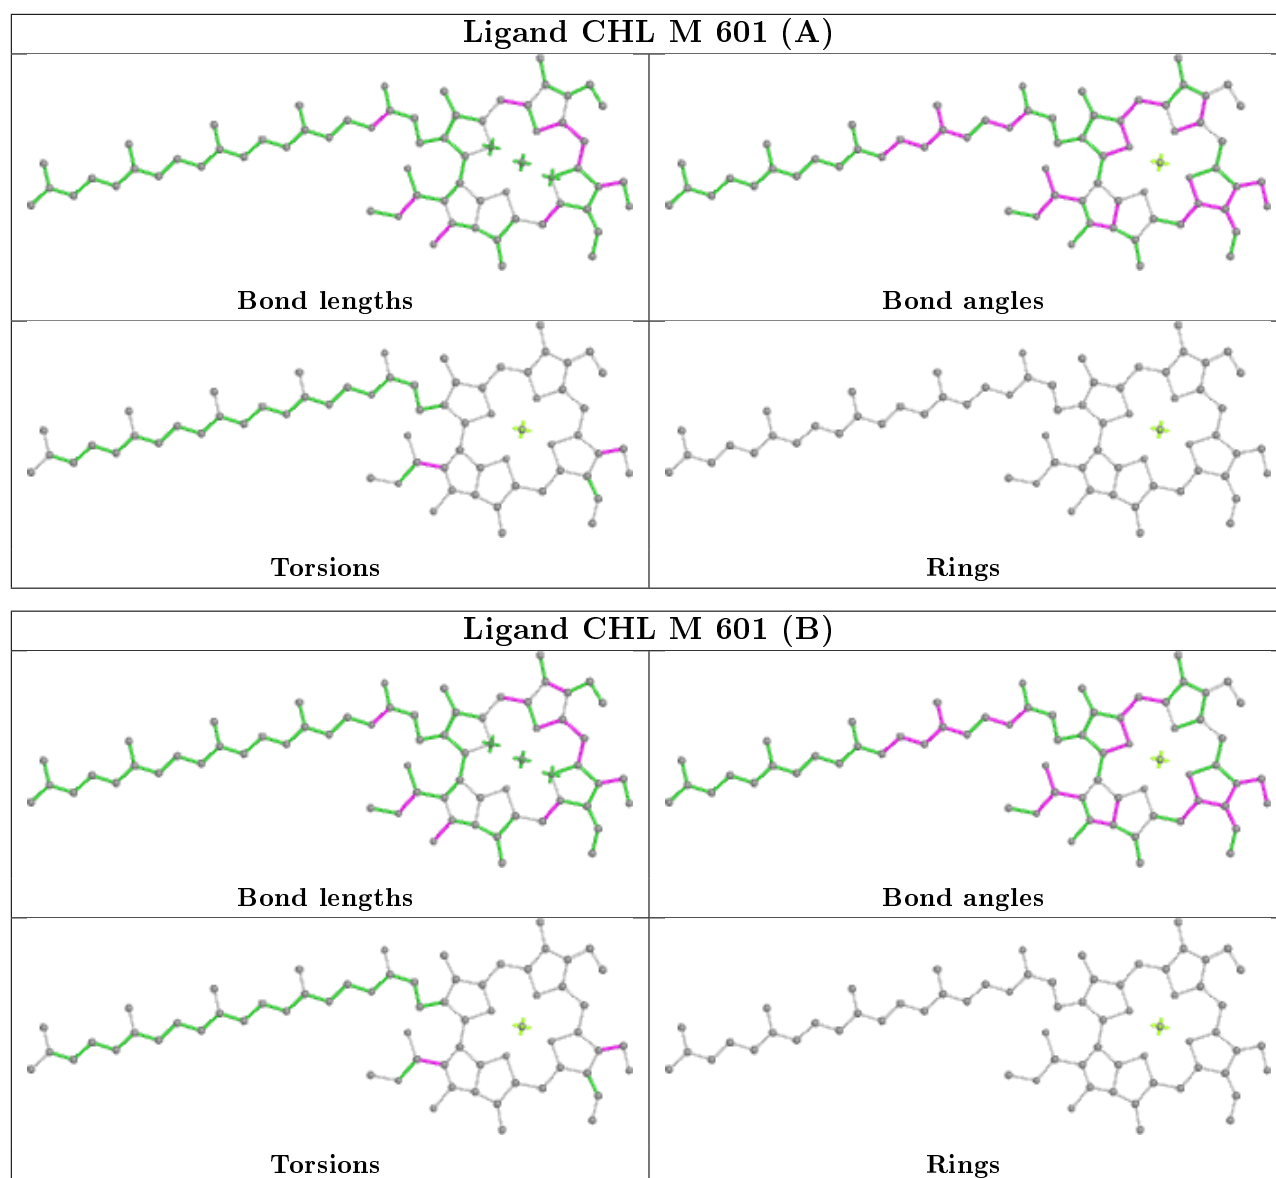 Ligand CHL M 601 (A)
Bond lengths
Bond angles
Torsions
Rings
Ligand CHL M 601 (B)
Bond lengths
Bond angles
Torsions
Rings